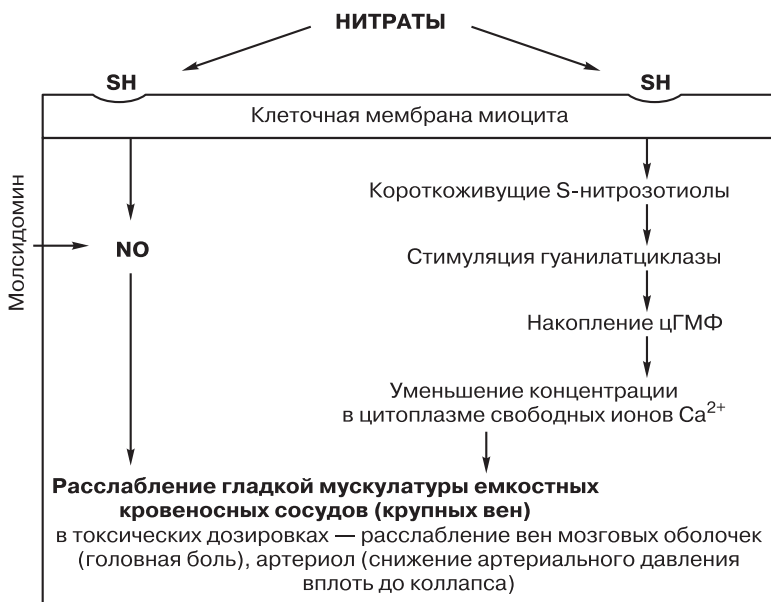 НИТРАТЫ
SH
SH
Клеточная мембрана миоцита
Короткоживущие S-нитрозотиолы
Молсидомин
NO
Стимуляция гуанилатциклазы
Накопление цГМФ
Уменьшение концентрации
в цитоплазме свободных ионов Ca²⁺
Расслабление гладкой мускулатуры емкостных
кровеносных сосудов (крупных вен)
в токсических дозировках — расслабление вен мозговых оболочек
(головная боль), артериол (снижение артериального давления
вплоть до коллапса)